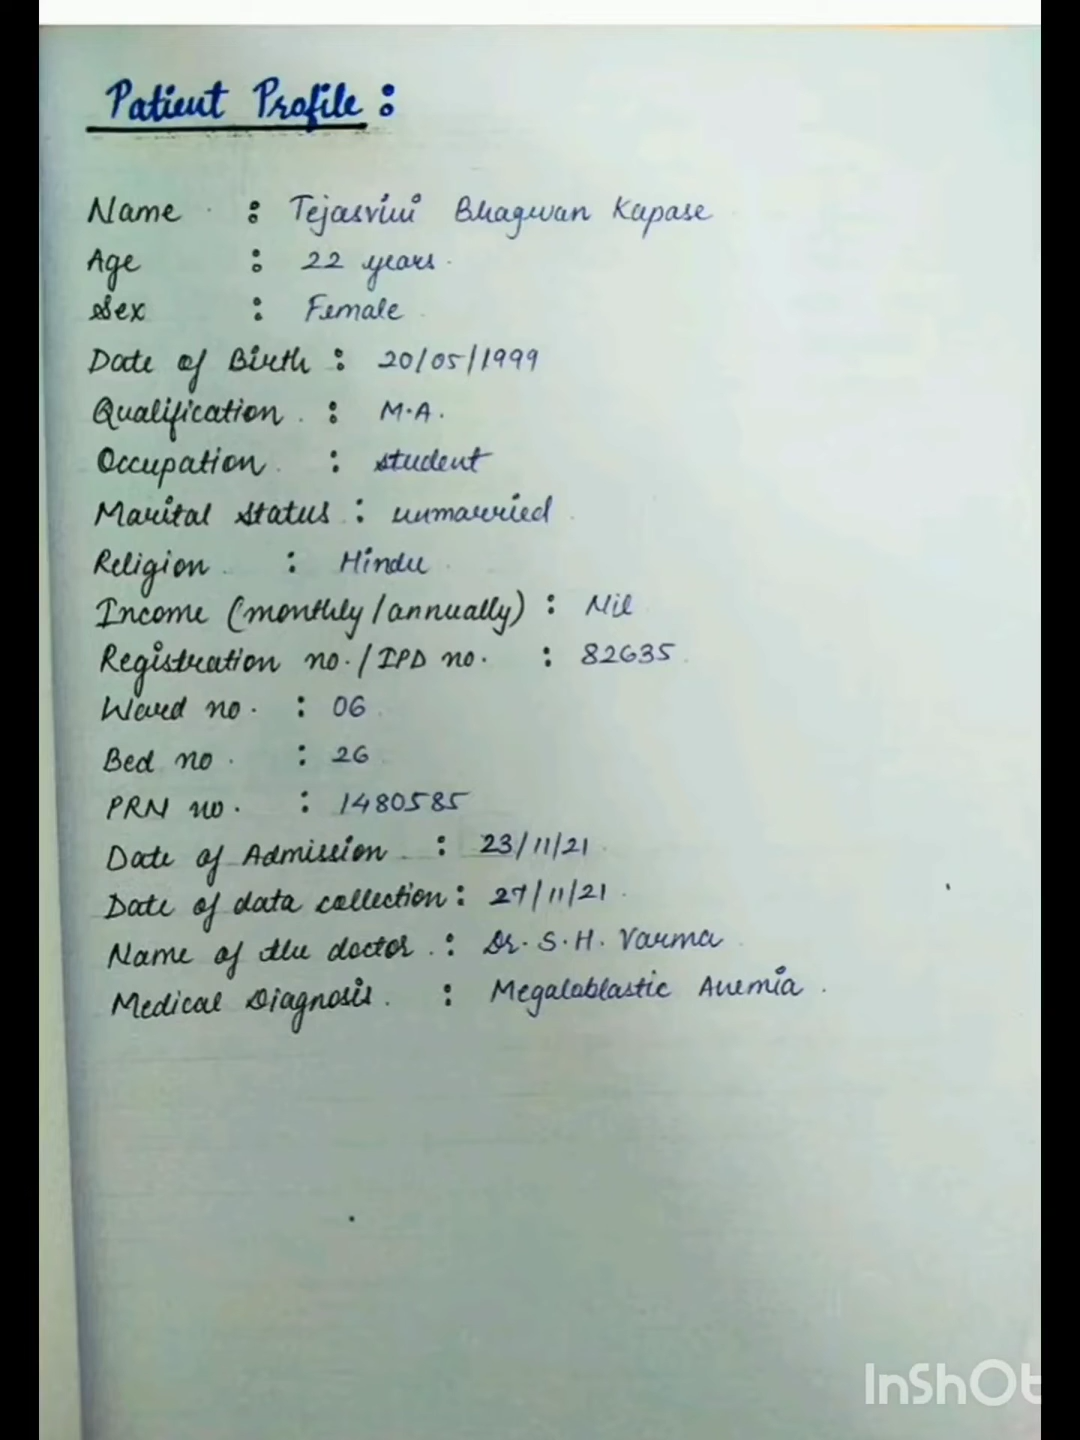 Patient Profile :
Name : Tejasvini Bhagwan Kapase
Age : 22 years.
Sex : Female
Date of Birth : 20/05/1999
Qualification : M.A.
Occupation : student
Marital status : unmarried
Religion : Hindu
Income (monthly/annually) : Nil
Registration no./IPD no. : 82635
Ward no. : 06
Bed no. : 26
PRN no. : 1480585
Date of Admission : 23/11/21
Date of data collection : 27/11/21
Name of the doctor : Dr. S.H. Varma
Medical Diagnosis : Megaloblastic Anemia.
InShOt